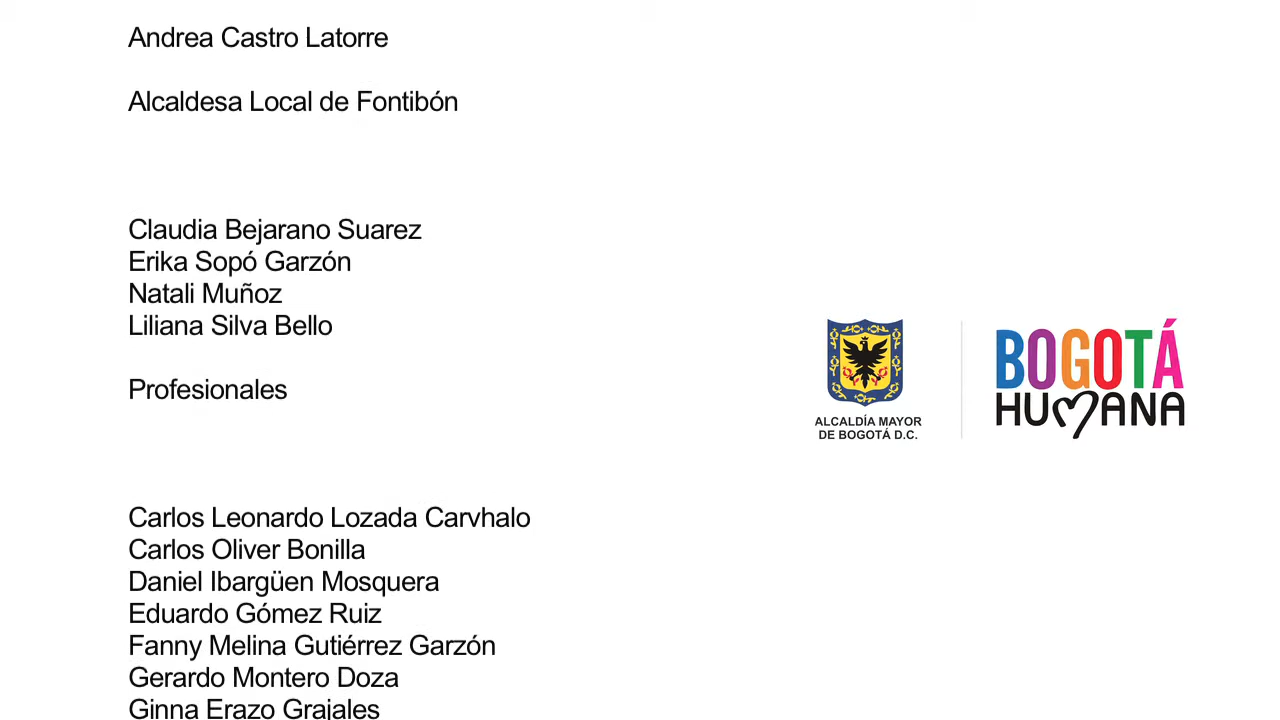 Andrea Castro Latorre
Alcaldesa Local de Fontibón
Claudia Bejarano Suarez
Erika Sopó Garzón
Natali Muñoz
Liliana Silva Bello
Profesionales
ALCALDÍA MAYOR
DE BOGOTÁ D.C.
BOGOTÁ
HUMANA
Carlos Leonardo Lozada Carvhalo
Carlos Oliver Bonilla
Daniel Ibargüen Mosquera
Eduardo Gómez Ruiz
Fanny Melina Gutiérrez Garzón
Gerardo Montero Doza
Ginna Erazo Grajales